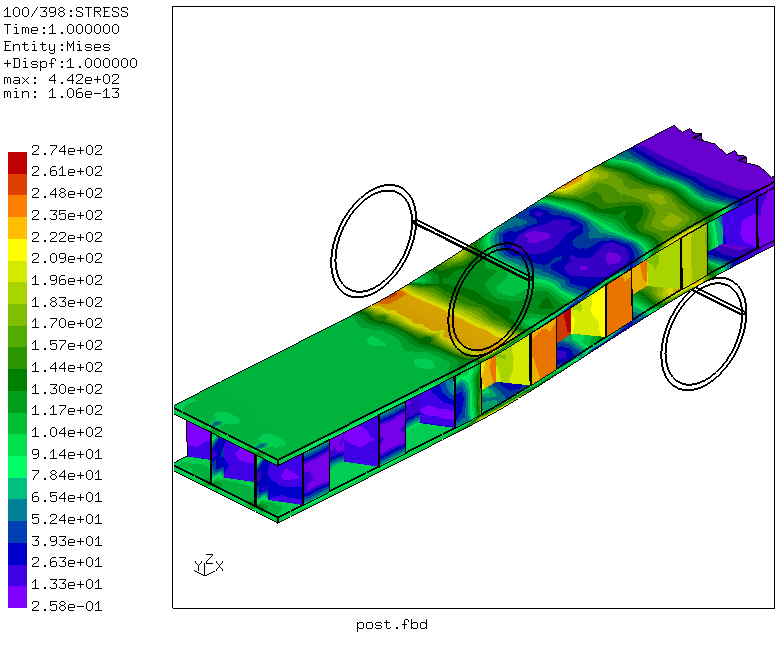 100/398:STRESS
Time:1.000000
Entity:Mises
+Dispf:1.000000
max: 4.42e+02
min: 1.06e-13
2.74e+02
2.61e+02
2.48e+02
2.35e+02
2.22e+02
2.09e+02
1.96e+02
1.83e+02
1.70e+02
1.57e+02
1.44e+02
1.30e+02
1.17e+02
1.04e+02
9.14e+01
7.84e+01
6.54e+01
5.24e+01
3.93e+01
2.63e+01
1.33e+01
2.58e-01
Y Z X
post.fbd